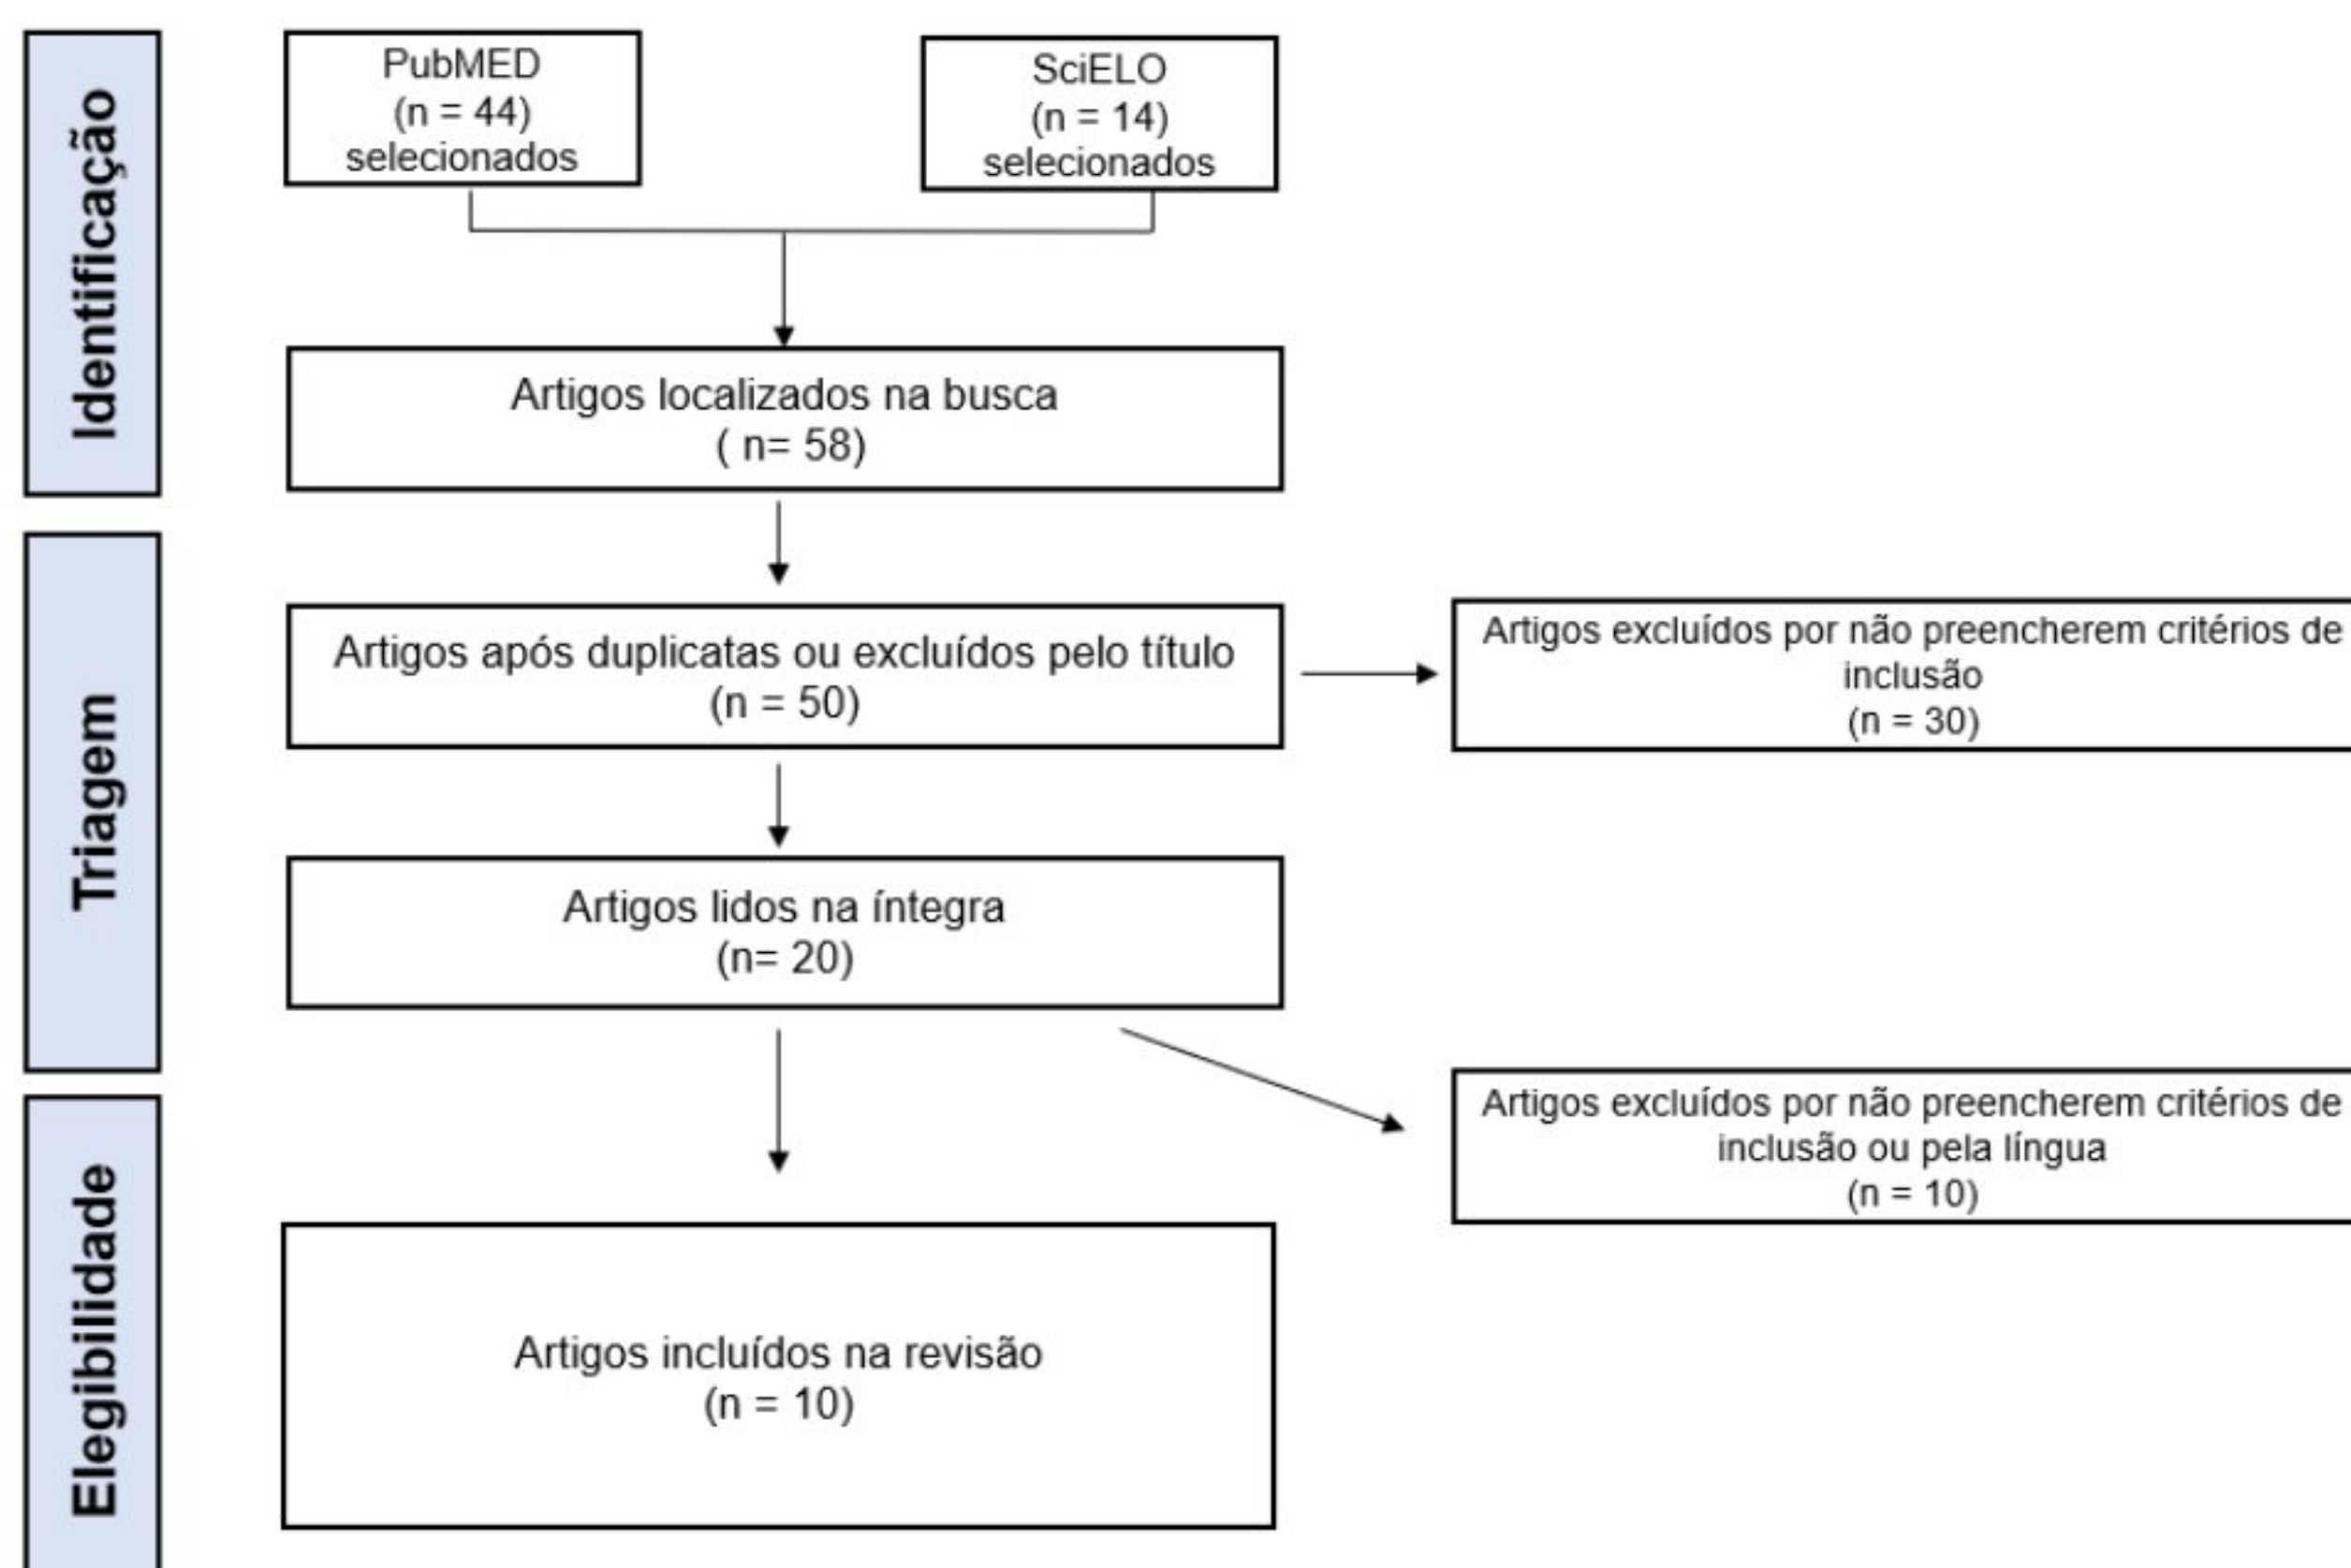 Identificação
PubMED
(n = 44)
selecionados
SciELO
(n = 14)
selecionados
Artigos localizados na busca
( n= 58)
Triagem
Artigos após duplicatas ou excluídos pelo título
(n = 50)
Artigos excluídos por não preencherem critérios de
inclusão
(n = 30)
Artigos lidos na íntegra
(n= 20)
Elegibilidade
Artigos excluídos por não preencherem critérios de
inclusão ou pela língua
(n = 10)
Artigos incluídos na revisão
(n = 10)